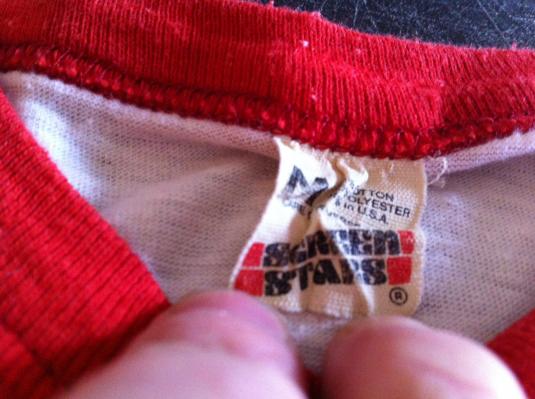 M
COTTON
POLYESTER
in U.S.A.
SCREEN
STARS
®